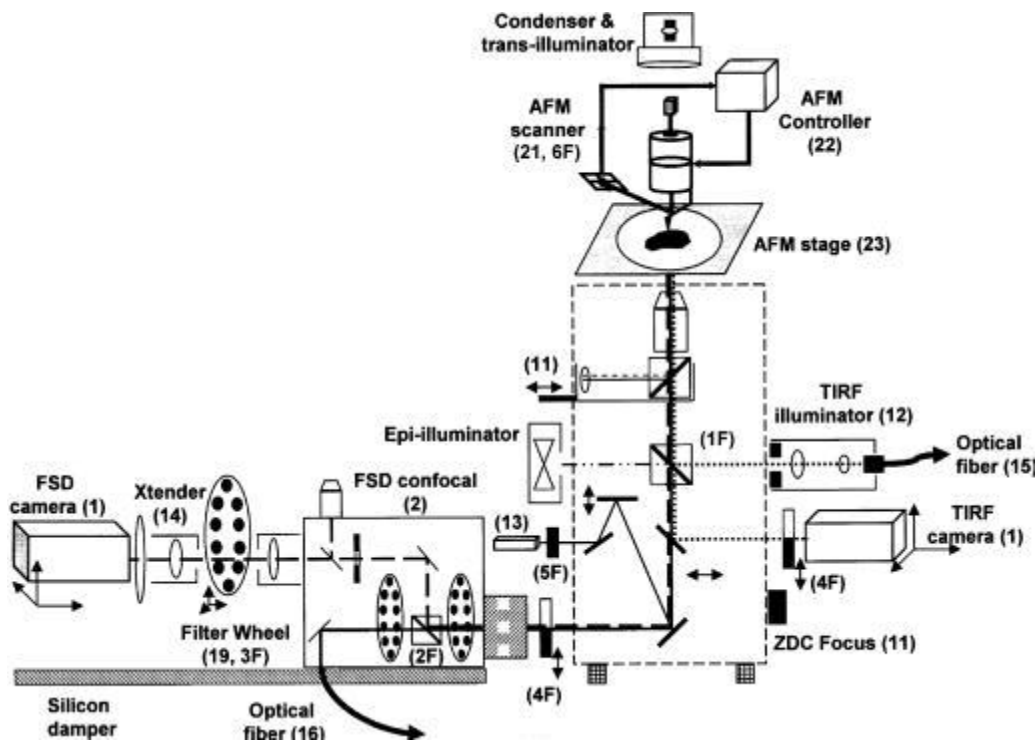 Condenser &
trans-illuminator
AFM
scanner
(21, 6F)
AFM
Controller
(22)
AFM stage (23)
(11)
TIRF
illuminator (12)
Epi-illuminator
(1F)
Optical
fiber (15)
FSD
camera (1)
Xtender
(14)
FSD confocal
(2)
(13)
TIRF
camera (1)
(5F)
(4F)
Filter Wheel
(19, 3F)
(2F)
ZDC Focus (11)
(4F)
Silicon
damper
Optical
fiber (16)